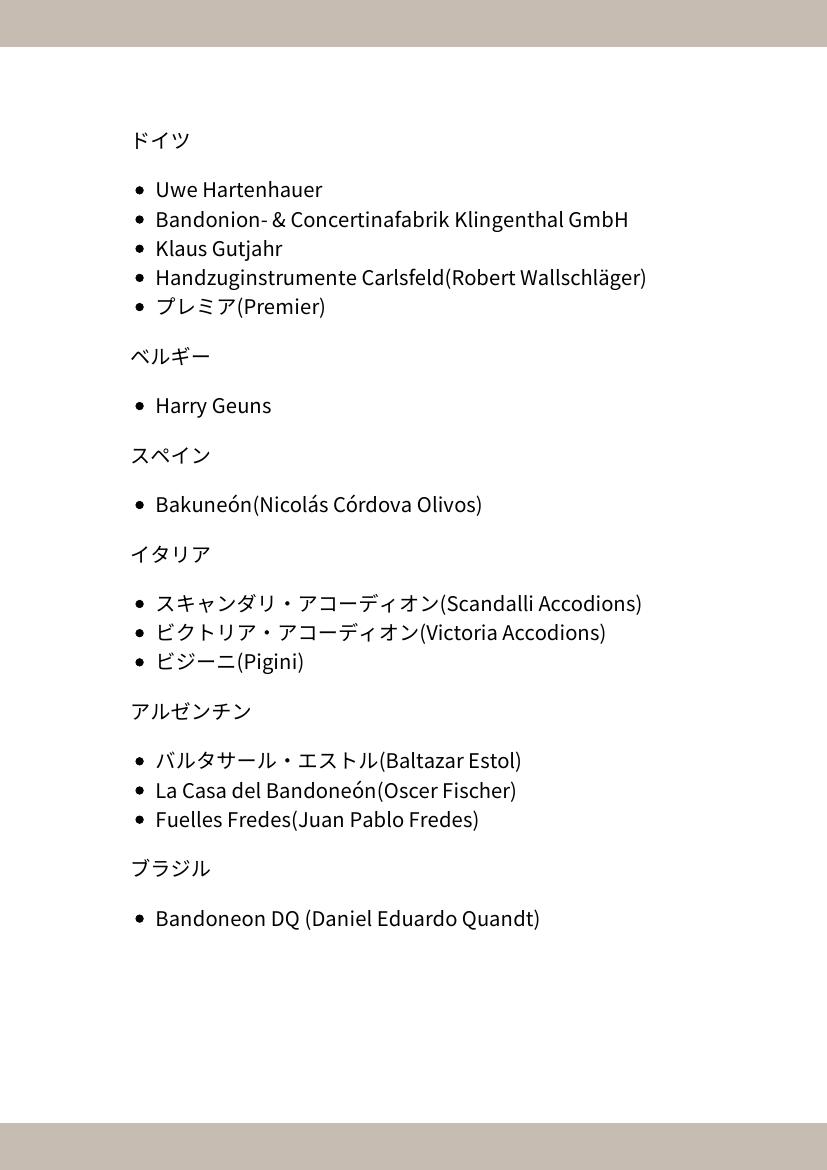 ドイツ
• Uwe Hartenhauer
• Bandonion- & Concertinafabrik Klingenthal GmbH
• Klaus Gutjahr
• Handzuginstrumente Carlsfeld(Robert Wallschläger)
• プレミア(Premier)
ベルギー
• Harry Geuns
スペイン
• Bakuneón(Nicolás Córdova Olivos)
イタリア
• スキャンダリ・アコーディオン(Scandalli Accodions)
• ビクトリア・アコーディオン(Victoria Accodions)
• ピジーニ(Pigini)
アルゼンチン
• バルタサール・エストル(Baltazar Estol)
• La Casa del Bandoneón(Oscer Fischer)
• Fuelles Fredes(Juan Pablo Fredes)
ブラジル
• Bandoneon DQ (Daniel Eduardo Quandt)